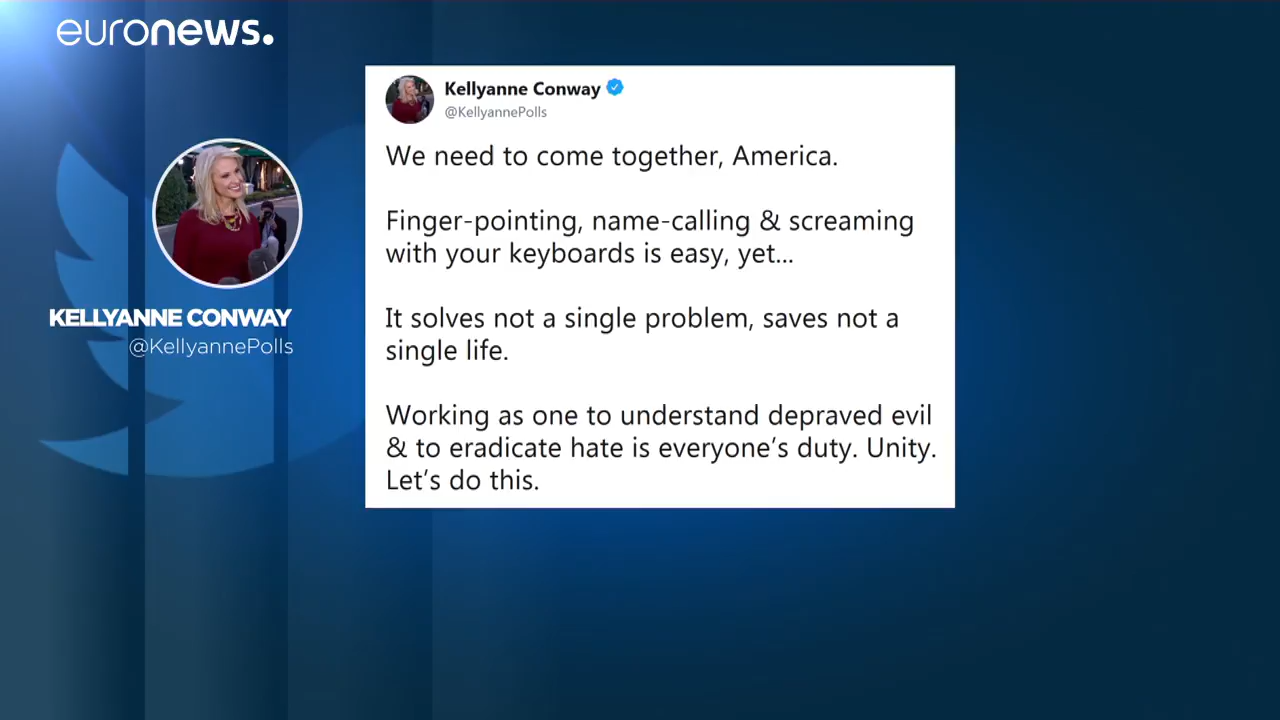 euronews.
KELLYANNE CONWAY
@KellyannePolls
Kellyanne Conway
@KellyannePolls
We need to come together, America.
Finger-pointing, name-calling & screaming
with your keyboards is easy, yet...
It solves not a single problem, saves not a
single life.
Working as one to understand depraved evil
& to eradicate hate is everyone’s duty. Unity.
Let’s do this.